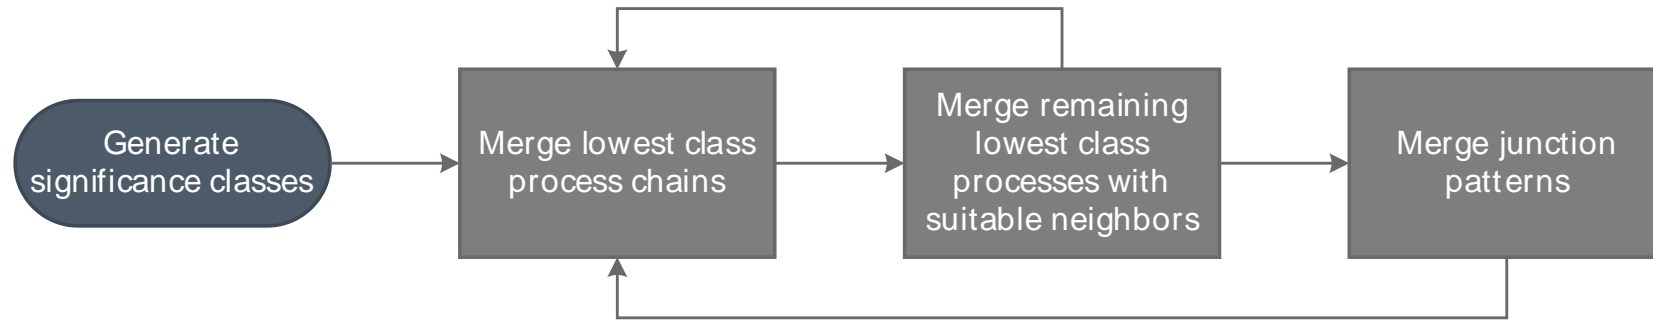 Generate
significance classes
Merge lowest class
process chains
Merge remaining
lowest class
processes with
suitable neighbors
Merge junction
patterns